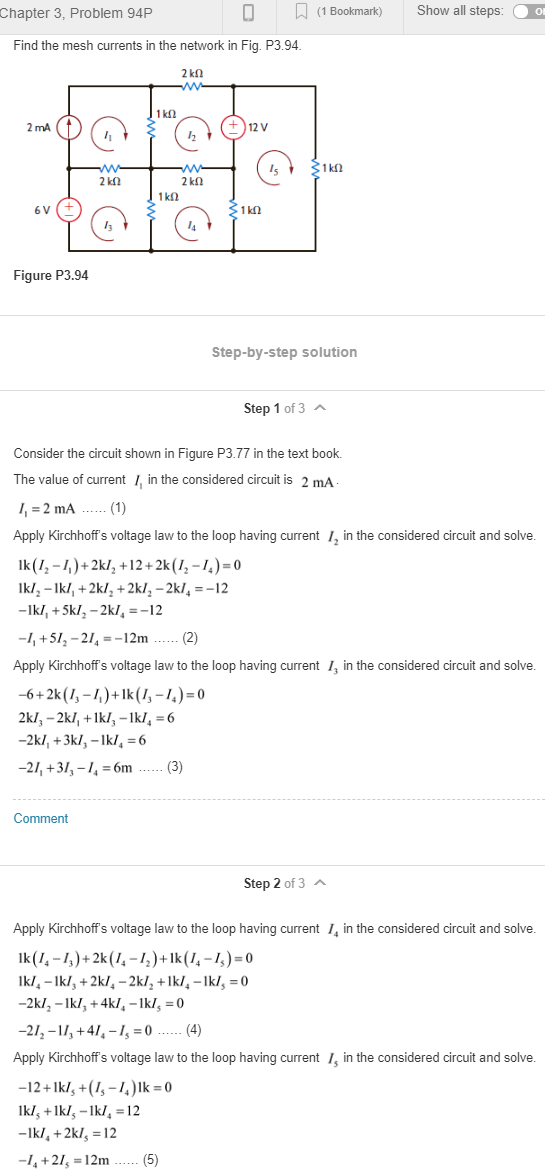 Chapter 3, Problem 94P
(1 Bookmark)
Show all steps:
Find the mesh currents in the network in Fig. P3.94.
2 kΩ
1 kΩ
2 mA
I₁
I₂
12 V
I₅
1 kΩ
2 kΩ
2 kΩ
1 kΩ
6 V
1 kΩ
I₃
I₄
Figure P3.94
Step-by-step solution
Step 1 of 3
Consider the circuit shown in Figure P3.77 in the text book.
The value of current I₁ in the considered circuit is 2 mA.
I₁ = 2 mA ...... (1)
Apply Kirchhoff's voltage law to the loop having current I₂ in the considered circuit and solve.
1k(I₂ − I₁) + 2kI₂ + 12 + 2k(I₂ − I₄) = 0
1kI₂ − 1kI₁ + 2kI₂ + 2kI₂ − 2kI₄ = −12
−1kI₁ + 5kI₂ − 2kI₄ = −12
−I₁ + 5I₂ − 2I₄ = −12m ...... (2)
Apply Kirchhoff's voltage law to the loop having current I₃ in the considered circuit and solve.
−6 + 2k(I₃ − I₁) + 1k(I₃ − I₄) = 0
2kI₃ − 2kI₁ + 1kI₃ − 1kI₄ = 6
−2kI₁ + 3kI₃ − 1kI₄ = 6
−2I₁ + 3I₃ − I₄ = 6m ...... (3)
Comment
Step 2 of 3
Apply Kirchhoff's voltage law to the loop having current I₄ in the considered circuit and solve.
1k(I₄ − I₃) + 2k(I₄ − I₂) + 1k(I₄ − I₅) = 0
1kI₄ − 1kI₃ + 2kI₄ − 2kI₂ + 1kI₄ − 1kI₅ = 0
−2kI₂ − 1kI₃ + 4kI₄ − 1kI₅ = 0
−2I₂ − 1I₃ + 4I₄ − I₅ = 0 ...... (4)
Apply Kirchhoff's voltage law to the loop having current I₅ in the considered circuit and solve.
−12 + 1kI₅ + (I₅ − I₄)1k = 0
1kI₅ + 1kI₅ − 1kI₄ = 12
−1kI₄ + 2kI₅ = 12
−I₄ + 2I₅ = 12m ...... (5)